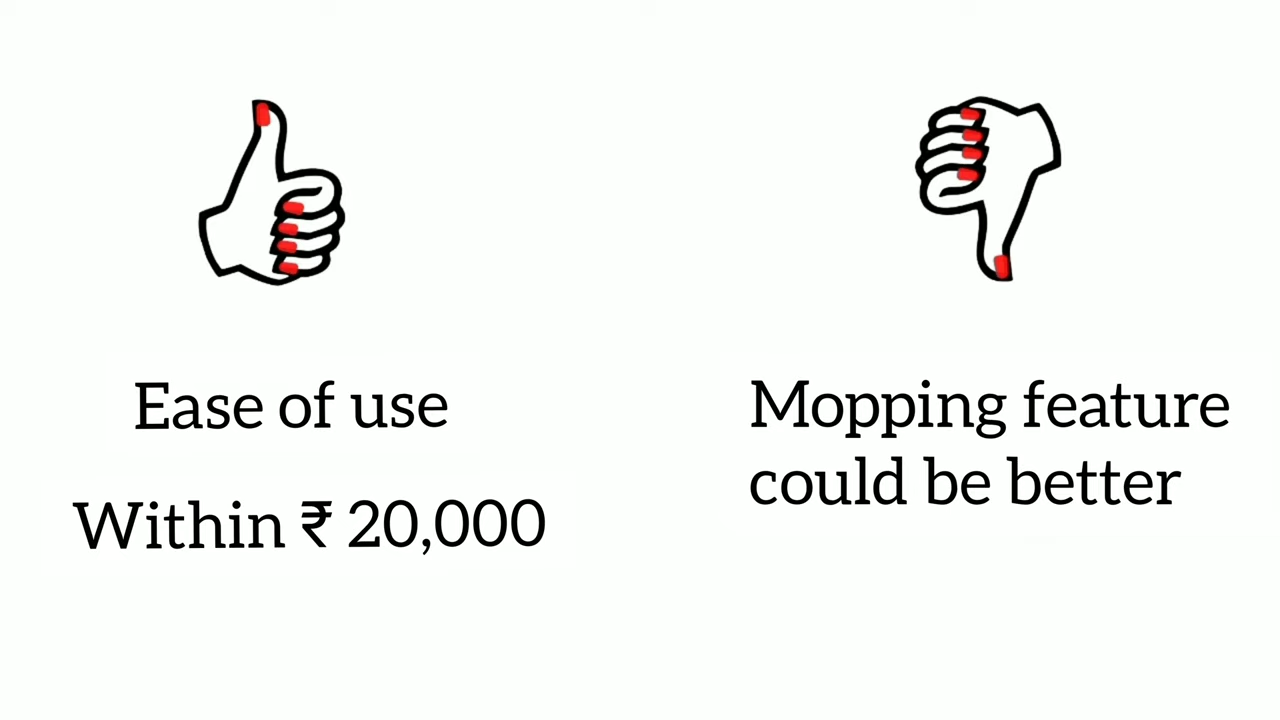 Ease of use
Within ₹ 20,000
Mopping feature
could be better